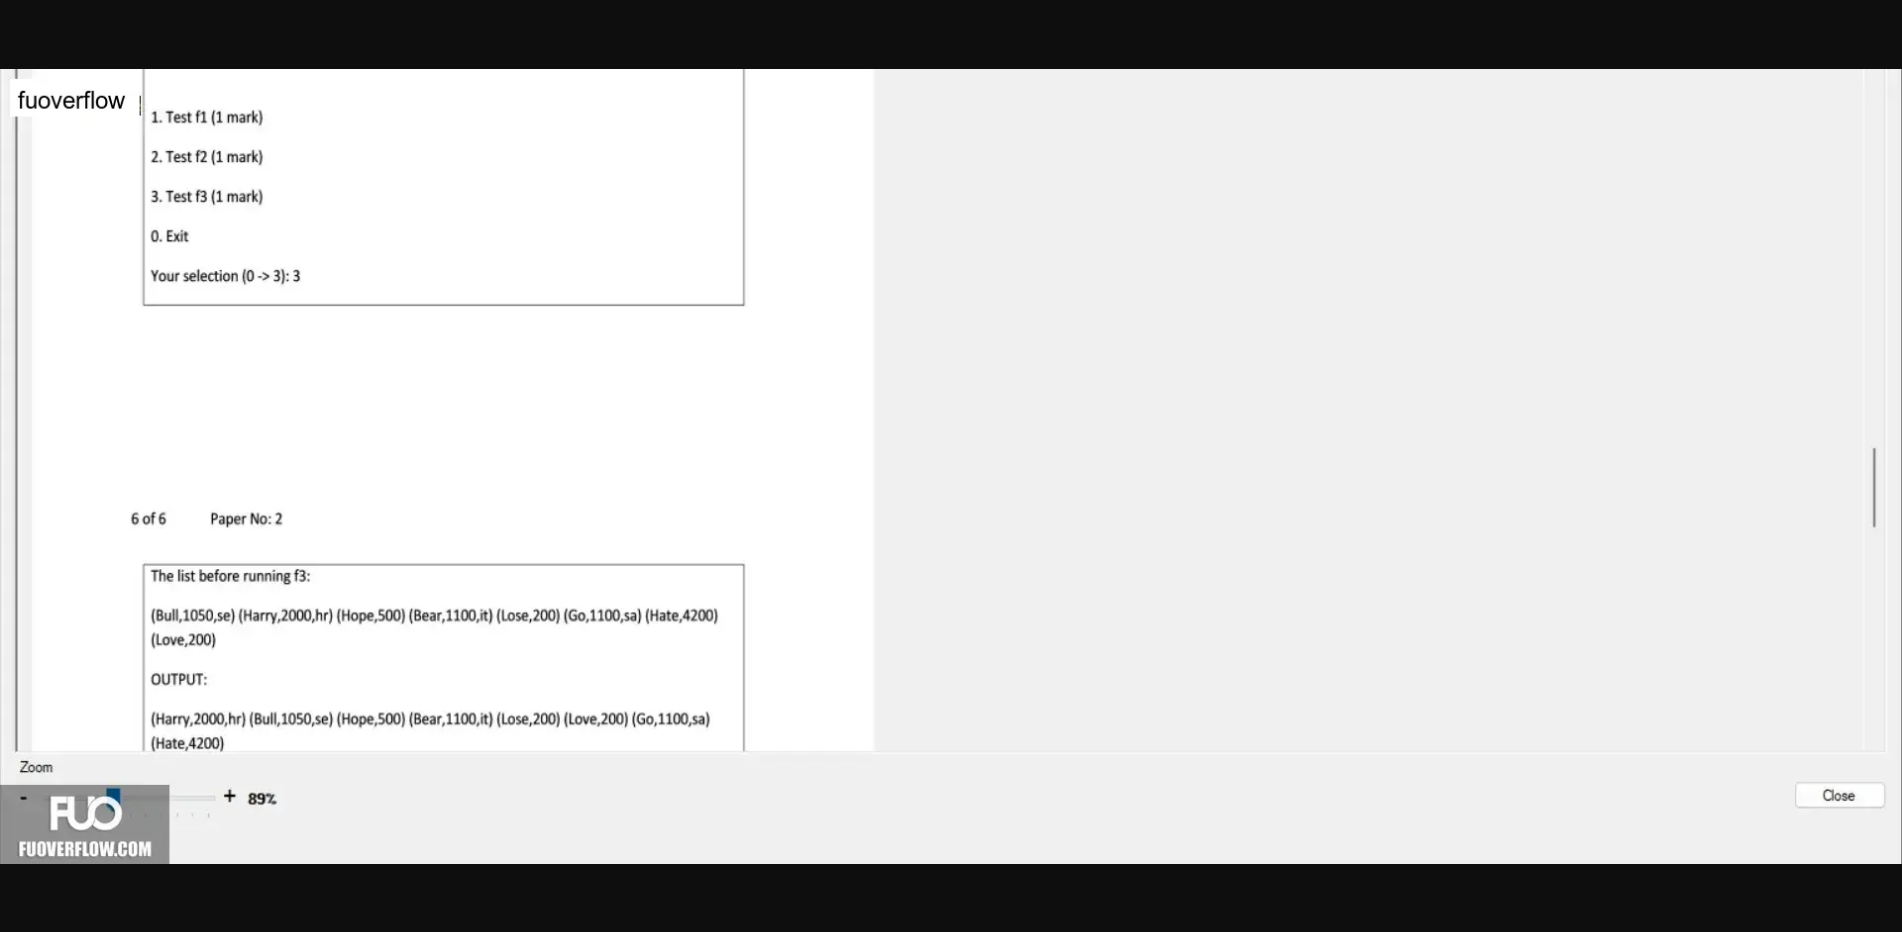 fuoverflow
1. Test f1 (1 mark)
2. Test f2 (1 mark)
3. Test f3 (1 mark)
0. Exit
Your selection (0 -> 3): 3
6 of 6 Paper No: 2
The list before running f3:
(Bull,1050,se) (Harry,2000,hr) (Hope,500) (Bear,1100,it) (Lose,200) (Go,1100,sa) (Hate,4200)
(Love,200)
OUTPUT:
(Harry,2000,hr) (Bull,1050,se) (Hope,500) (Bear,1100,it) (Lose,200) (Love,200) (Go,1100,sa)
(Hate,4200)
Zoom
- + 89%
Close
FUO
FUOVERFLOW.COM